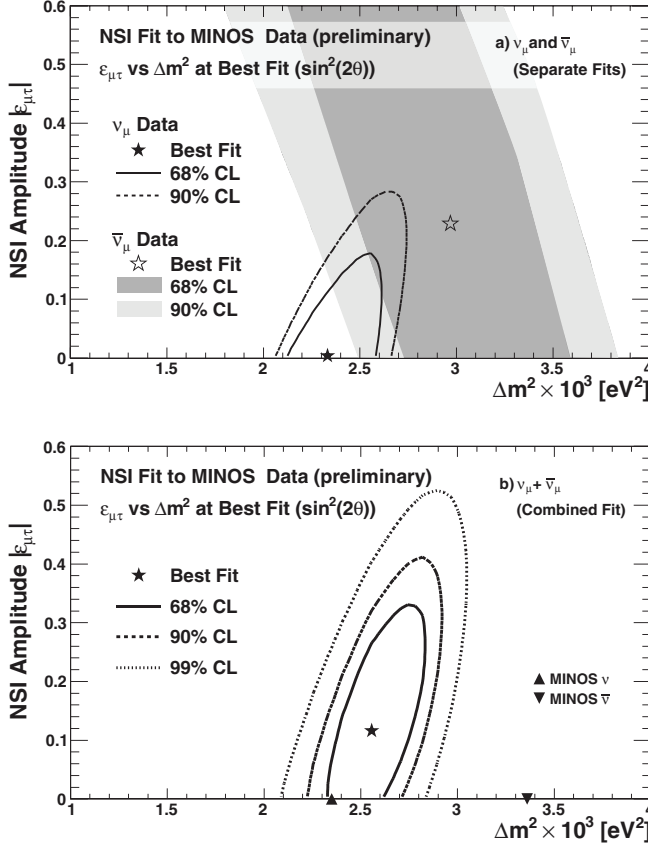 NSI Fit to MINOS Data (preliminary)
ε_μτ vs Δm² at Best Fit (sin²(2θ))
a) ν_μ and ν̅_μ
(Separate Fits)
ν_μ Data
Best Fit
68% CL
90% CL
ν̅_μ Data
Best Fit
68% CL
90% CL
NSI Amplitude |ε_μτ|
0.6
0.5
0.4
0.3
0.2
0.1
0
1 1.5 2 2.5 3 3.5 4
Δm² × 10³ [eV²]
NSI Fit to MINOS Data (preliminary)
ε_μτ vs Δm² at Best Fit (sin²(2θ))
b) ν_μ + ν̅_μ
(Combined Fit)
Best Fit
68% CL
90% CL
99% CL
MINOS ν
MINOS ν̅
NSI Amplitude |ε_μτ|
0.6
0.5
0.4
0.3
0.2
0.1
0
1 1.5 2 2.5 3 3.5 4
Δm² × 10³ [eV²]